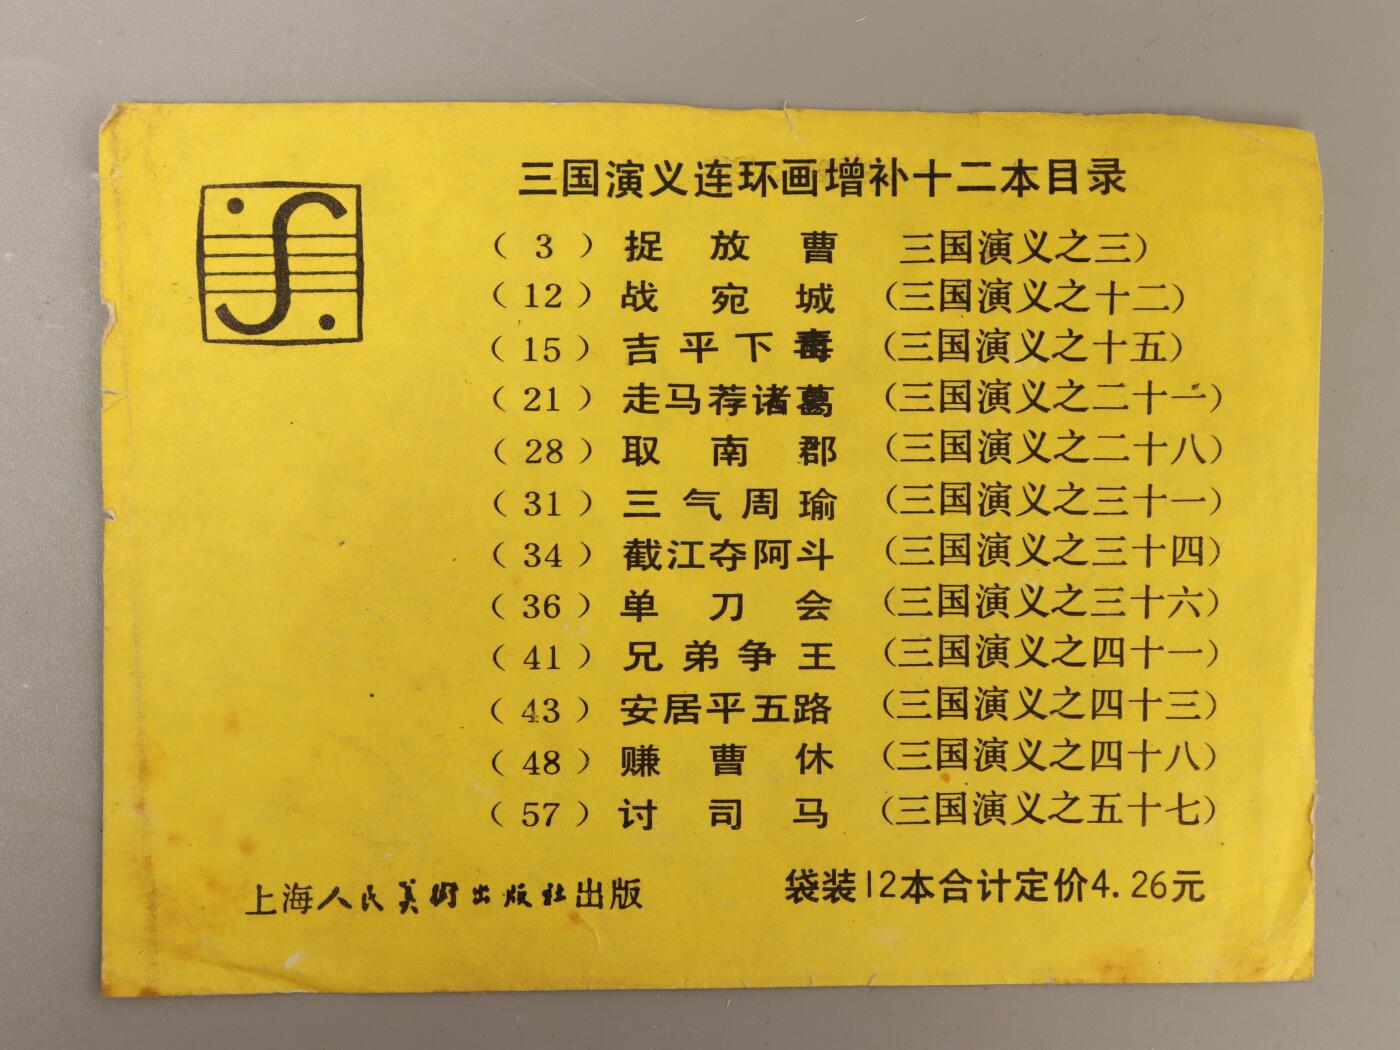 三国演义连环画增补十二本目录
（3）捉放曹 三国演义之三）
（12）战宛城（三国演义之十二）
（15）吉平下毒（三国演义之十五）
（21）走马荐诸葛（三国演义之二十一）
（28）取南郡（三国演义之二十八）
（31）三气周瑜（三国演义之三十一）
（34）截江夺阿斗（三国演义之三十四）
（36）单刀会（三国演义之三十六）
（41）兄弟争王（三国演义之四十一）
（43）安居平五路（三国演义之四十三）
（48）赚曹休（三国演义之四十八）
（57）讨司马（三国演义之五十七）
上海人民美術出版社出版
袋装12本合计定价4.26元